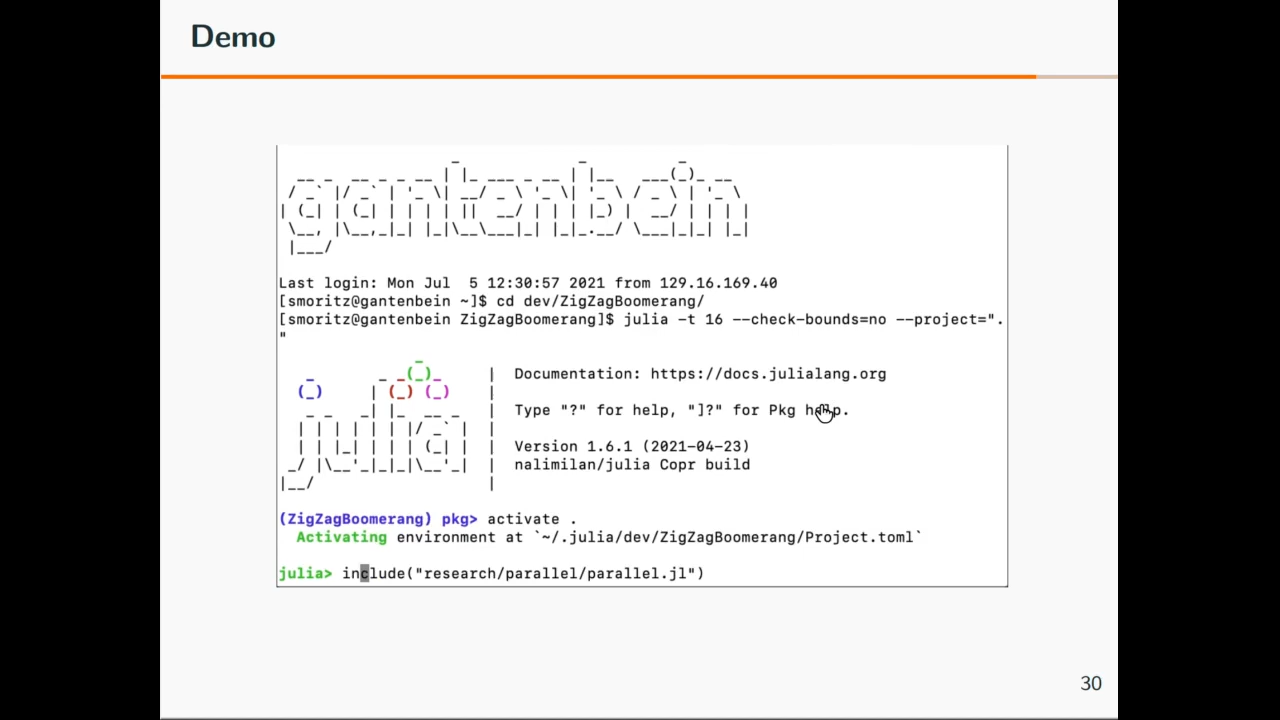 Demo
gantenbein
Last login: Mon Jul  5 12:30:57 2021 from 129.16.169.40
[smoritz@gantenbein ~]$ cd dev/ZigZagBoomerang/
[smoritz@gantenbein ZigZagBoomerang]$ julia -t 16 --check-bounds=no --project=".
"
julia
Documentation: https://docs.julialang.org
Type "?" for help, "]?" for Pkg help.
Version 1.6.1 (2021-04-23)
nalimilan/julia Copr build
(ZigZagBoomerang) pkg> activate .
Activating environment at `~/.julia/dev/ZigZagBoomerang/Project.toml`
julia> include("research/parallel/parallel.jl")
30